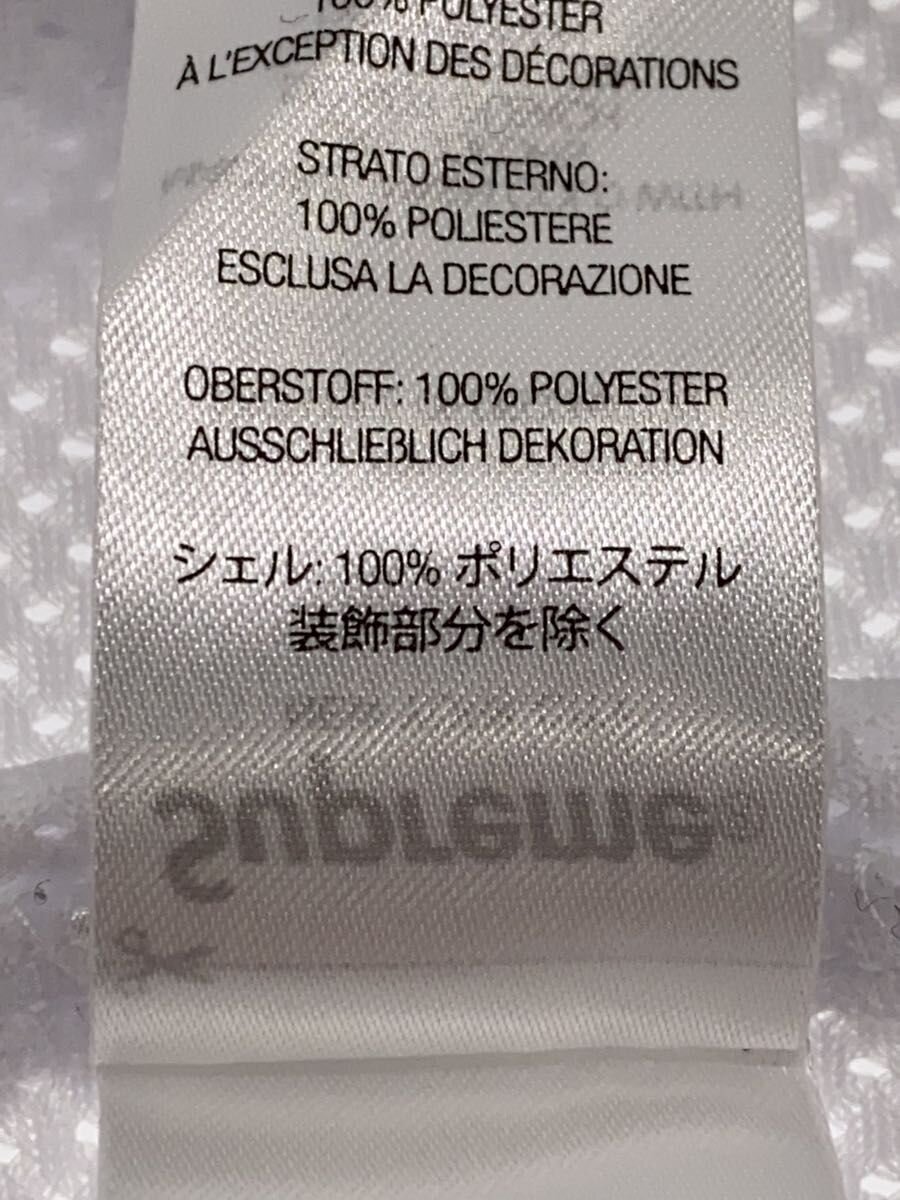 100% POLYESTER
À L'EXCEPTION DES DÉCORATIONS
STRATO ESTERNO:
100% POLIESTERE
ESCLUSA LA DECORAZIONE
OBERSTOFF: 100% POLYESTER
AUSSCHLIEßLICH DEKORATION
シェル: 100% ポリエステル
装飾部分を除く
Supreme